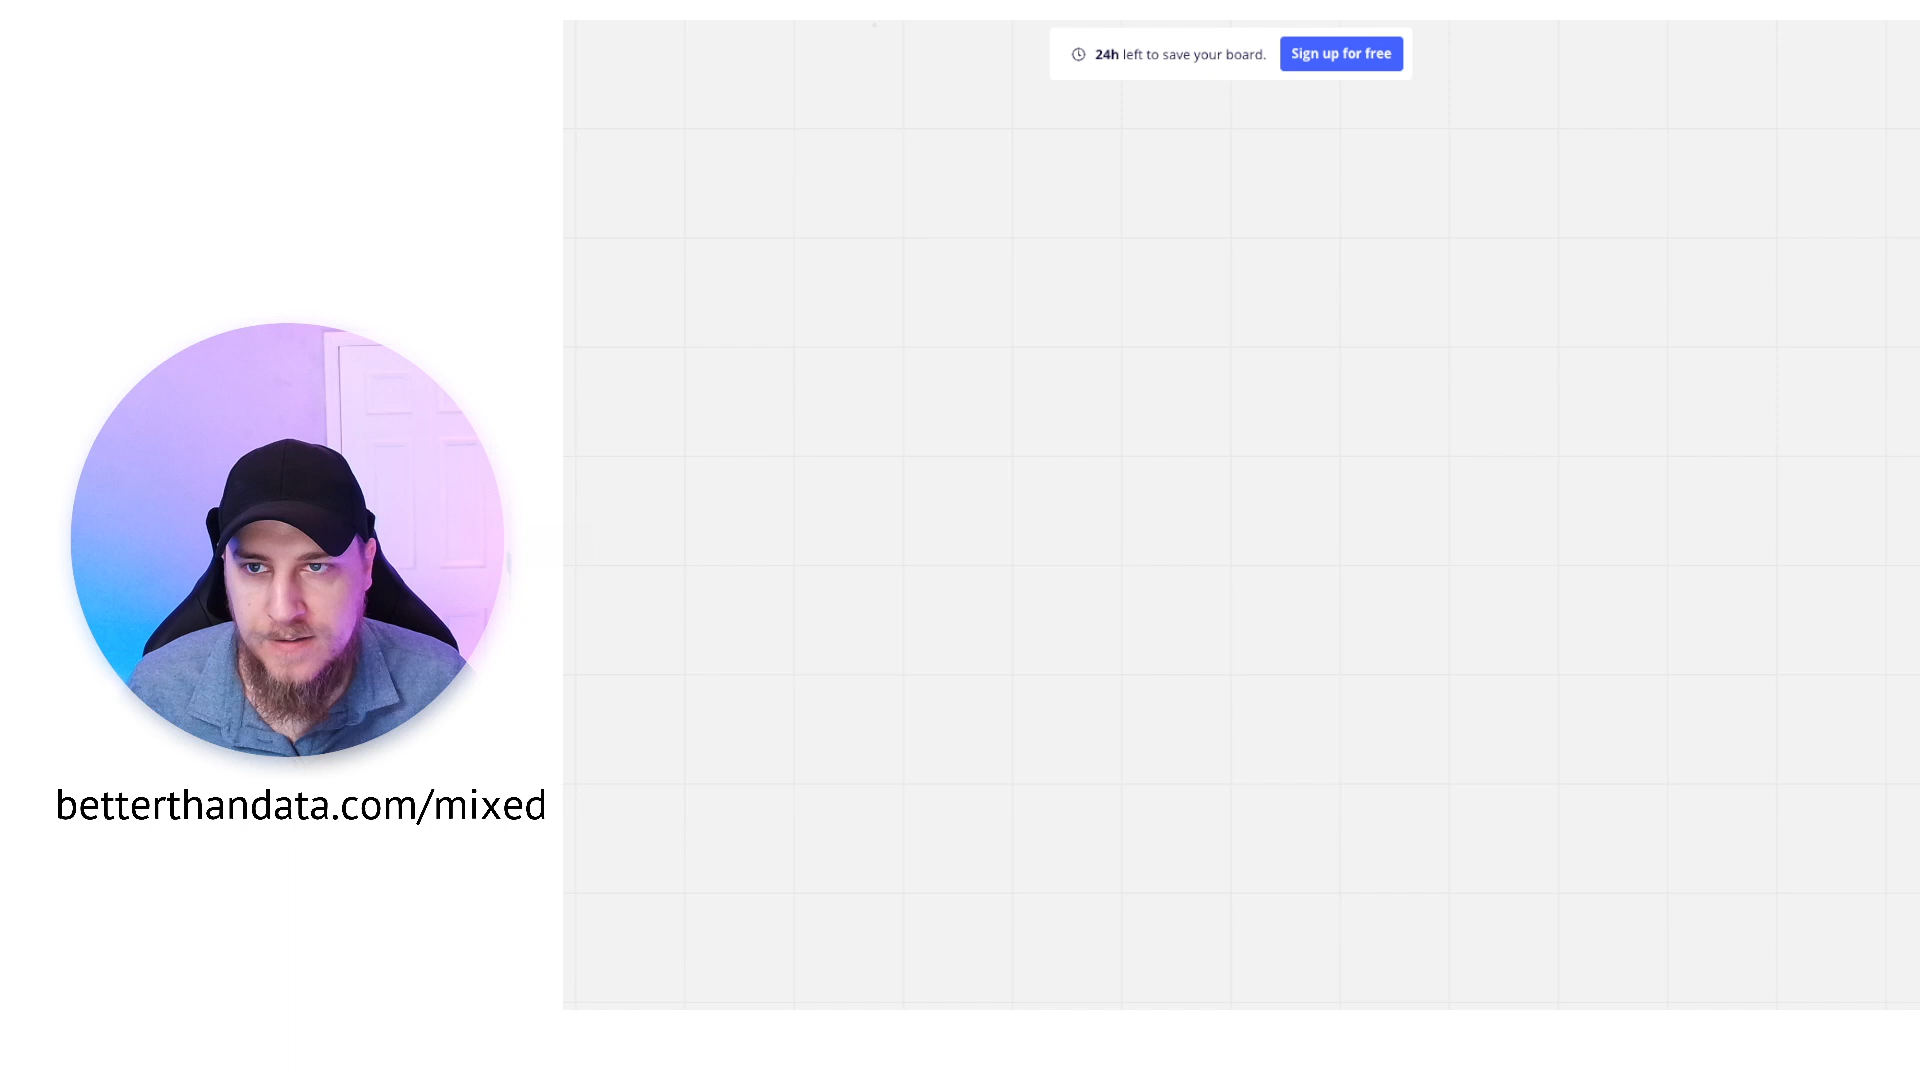 24h left to save your board.
Sign up for free
betterthandata.com/mixed